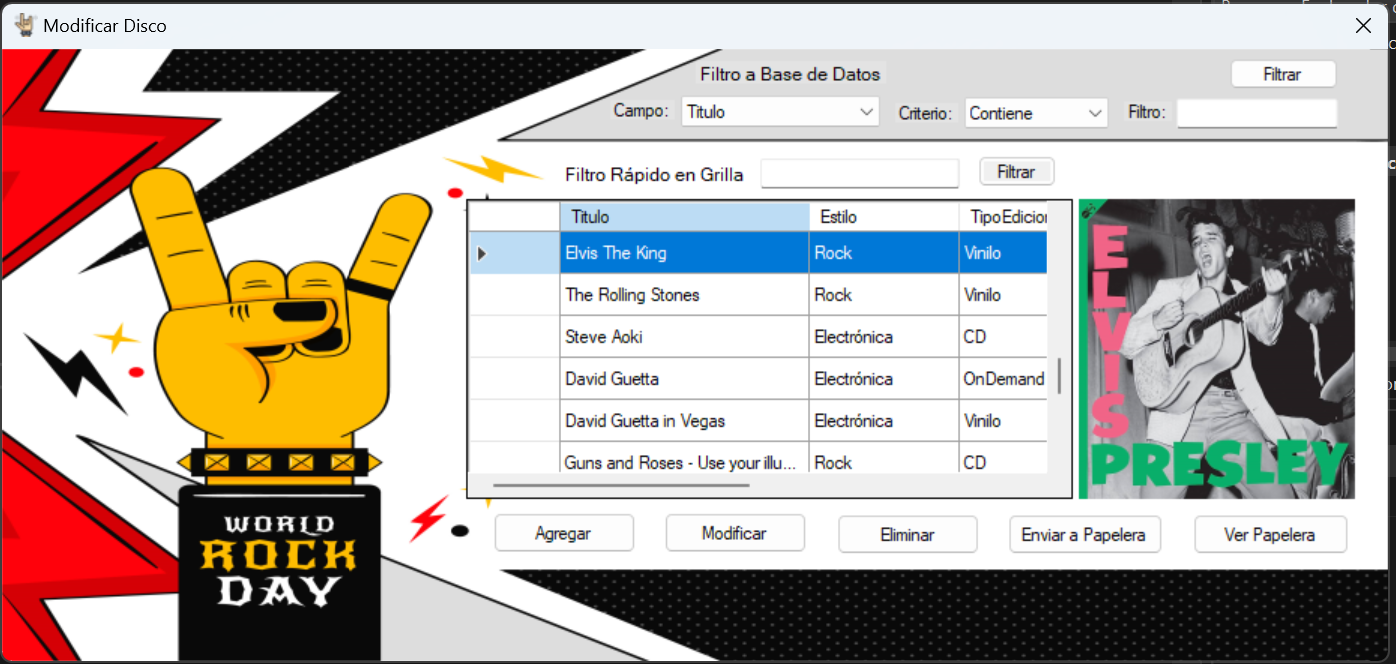 Modificar Disco
Filtro a Base de Datos
Filtrar
Campo: Titulo Criterio: Contiene Filtro:
Filtro Rápido en Grilla Filtrar
Titulo Estilo TipoEdicion
Elvis The King Rock Vinilo
The Rolling Stones Rock Vinilo
Steve Aoki Electrónica CD
David Guetta Electrónica OnDemand
David Guetta in Vegas Electrónica Vinilo
Guns and Roses - Use your illu... Rock CD
ELVIS
PRESLEY
Agregar Modificar Eliminar Enviar a Papelera Ver Papelera
WORLD
ROCK
DAY